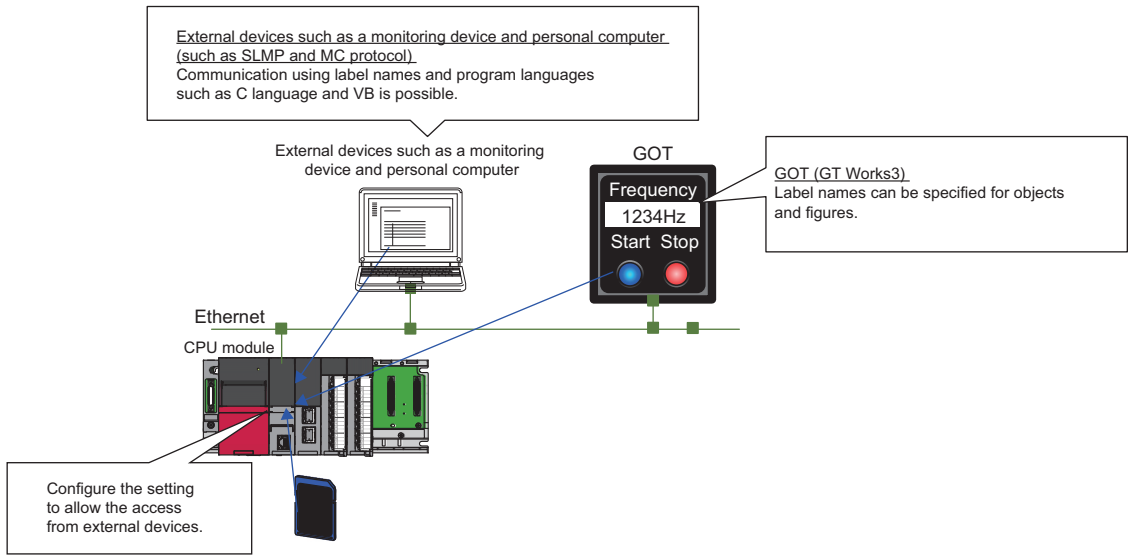 External devices such as a monitoring device and personal computer
(such as SLMP and MC protocol)
Communication using label names and program languages
such as C language and VB is possible.
External devices such as a monitoring
device and personal computer
GOT
Frequency
1234Hz
Start Stop
GOT (GT Works3)
Label names can be specified for objects
and figures.
Ethernet
CPU module
Configure the setting
to allow the access
from external devices.